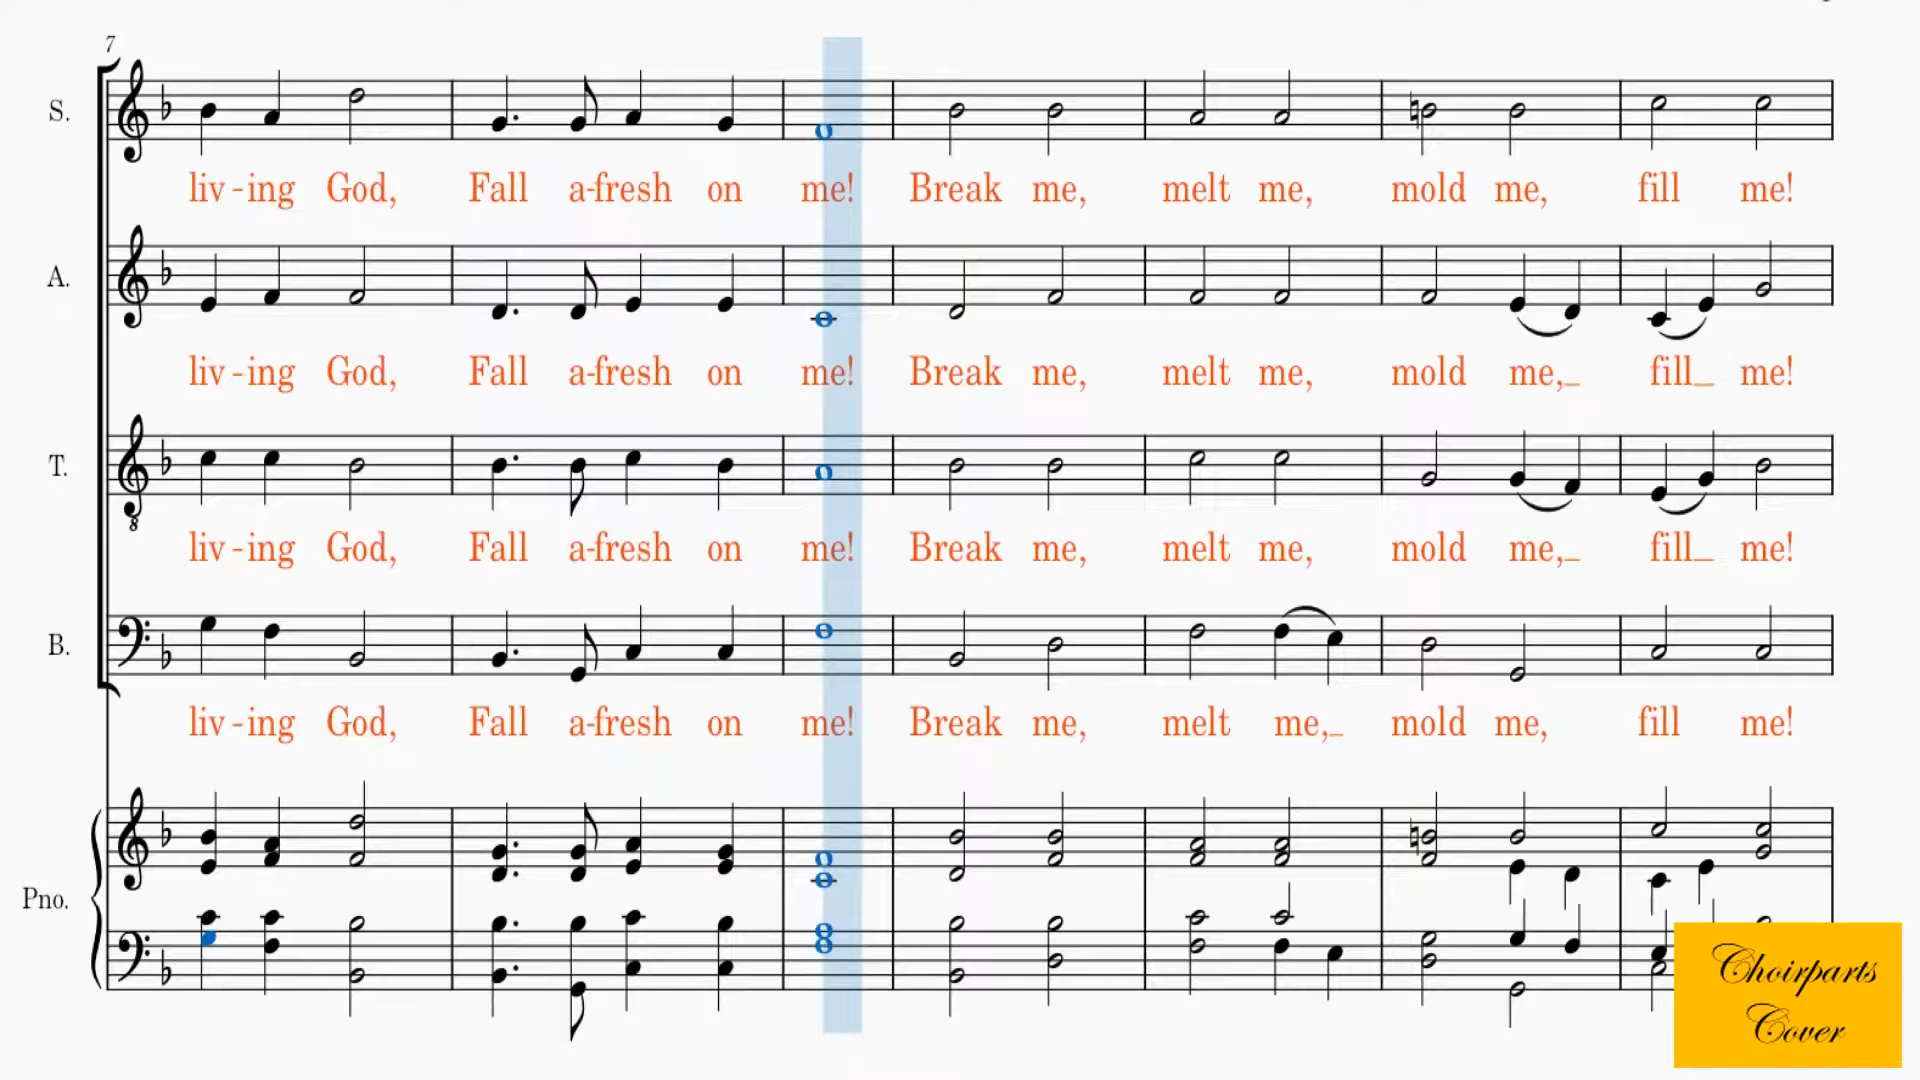 7
S.
liv-ing God, Fall a-fresh on me! Break me, melt me, mold me, fill me!
A.
liv-ing God, Fall a-fresh on me! Break me, melt me, mold me,_ fill_ me!
T.
8
liv-ing God, Fall a-fresh on me! Break me, melt me, mold me,_ fill_ me!
B.
liv-ing God, Fall a-fresh on me! Break me, melt me,_ mold me, fill me!
Pno.
Choirparts
Cover